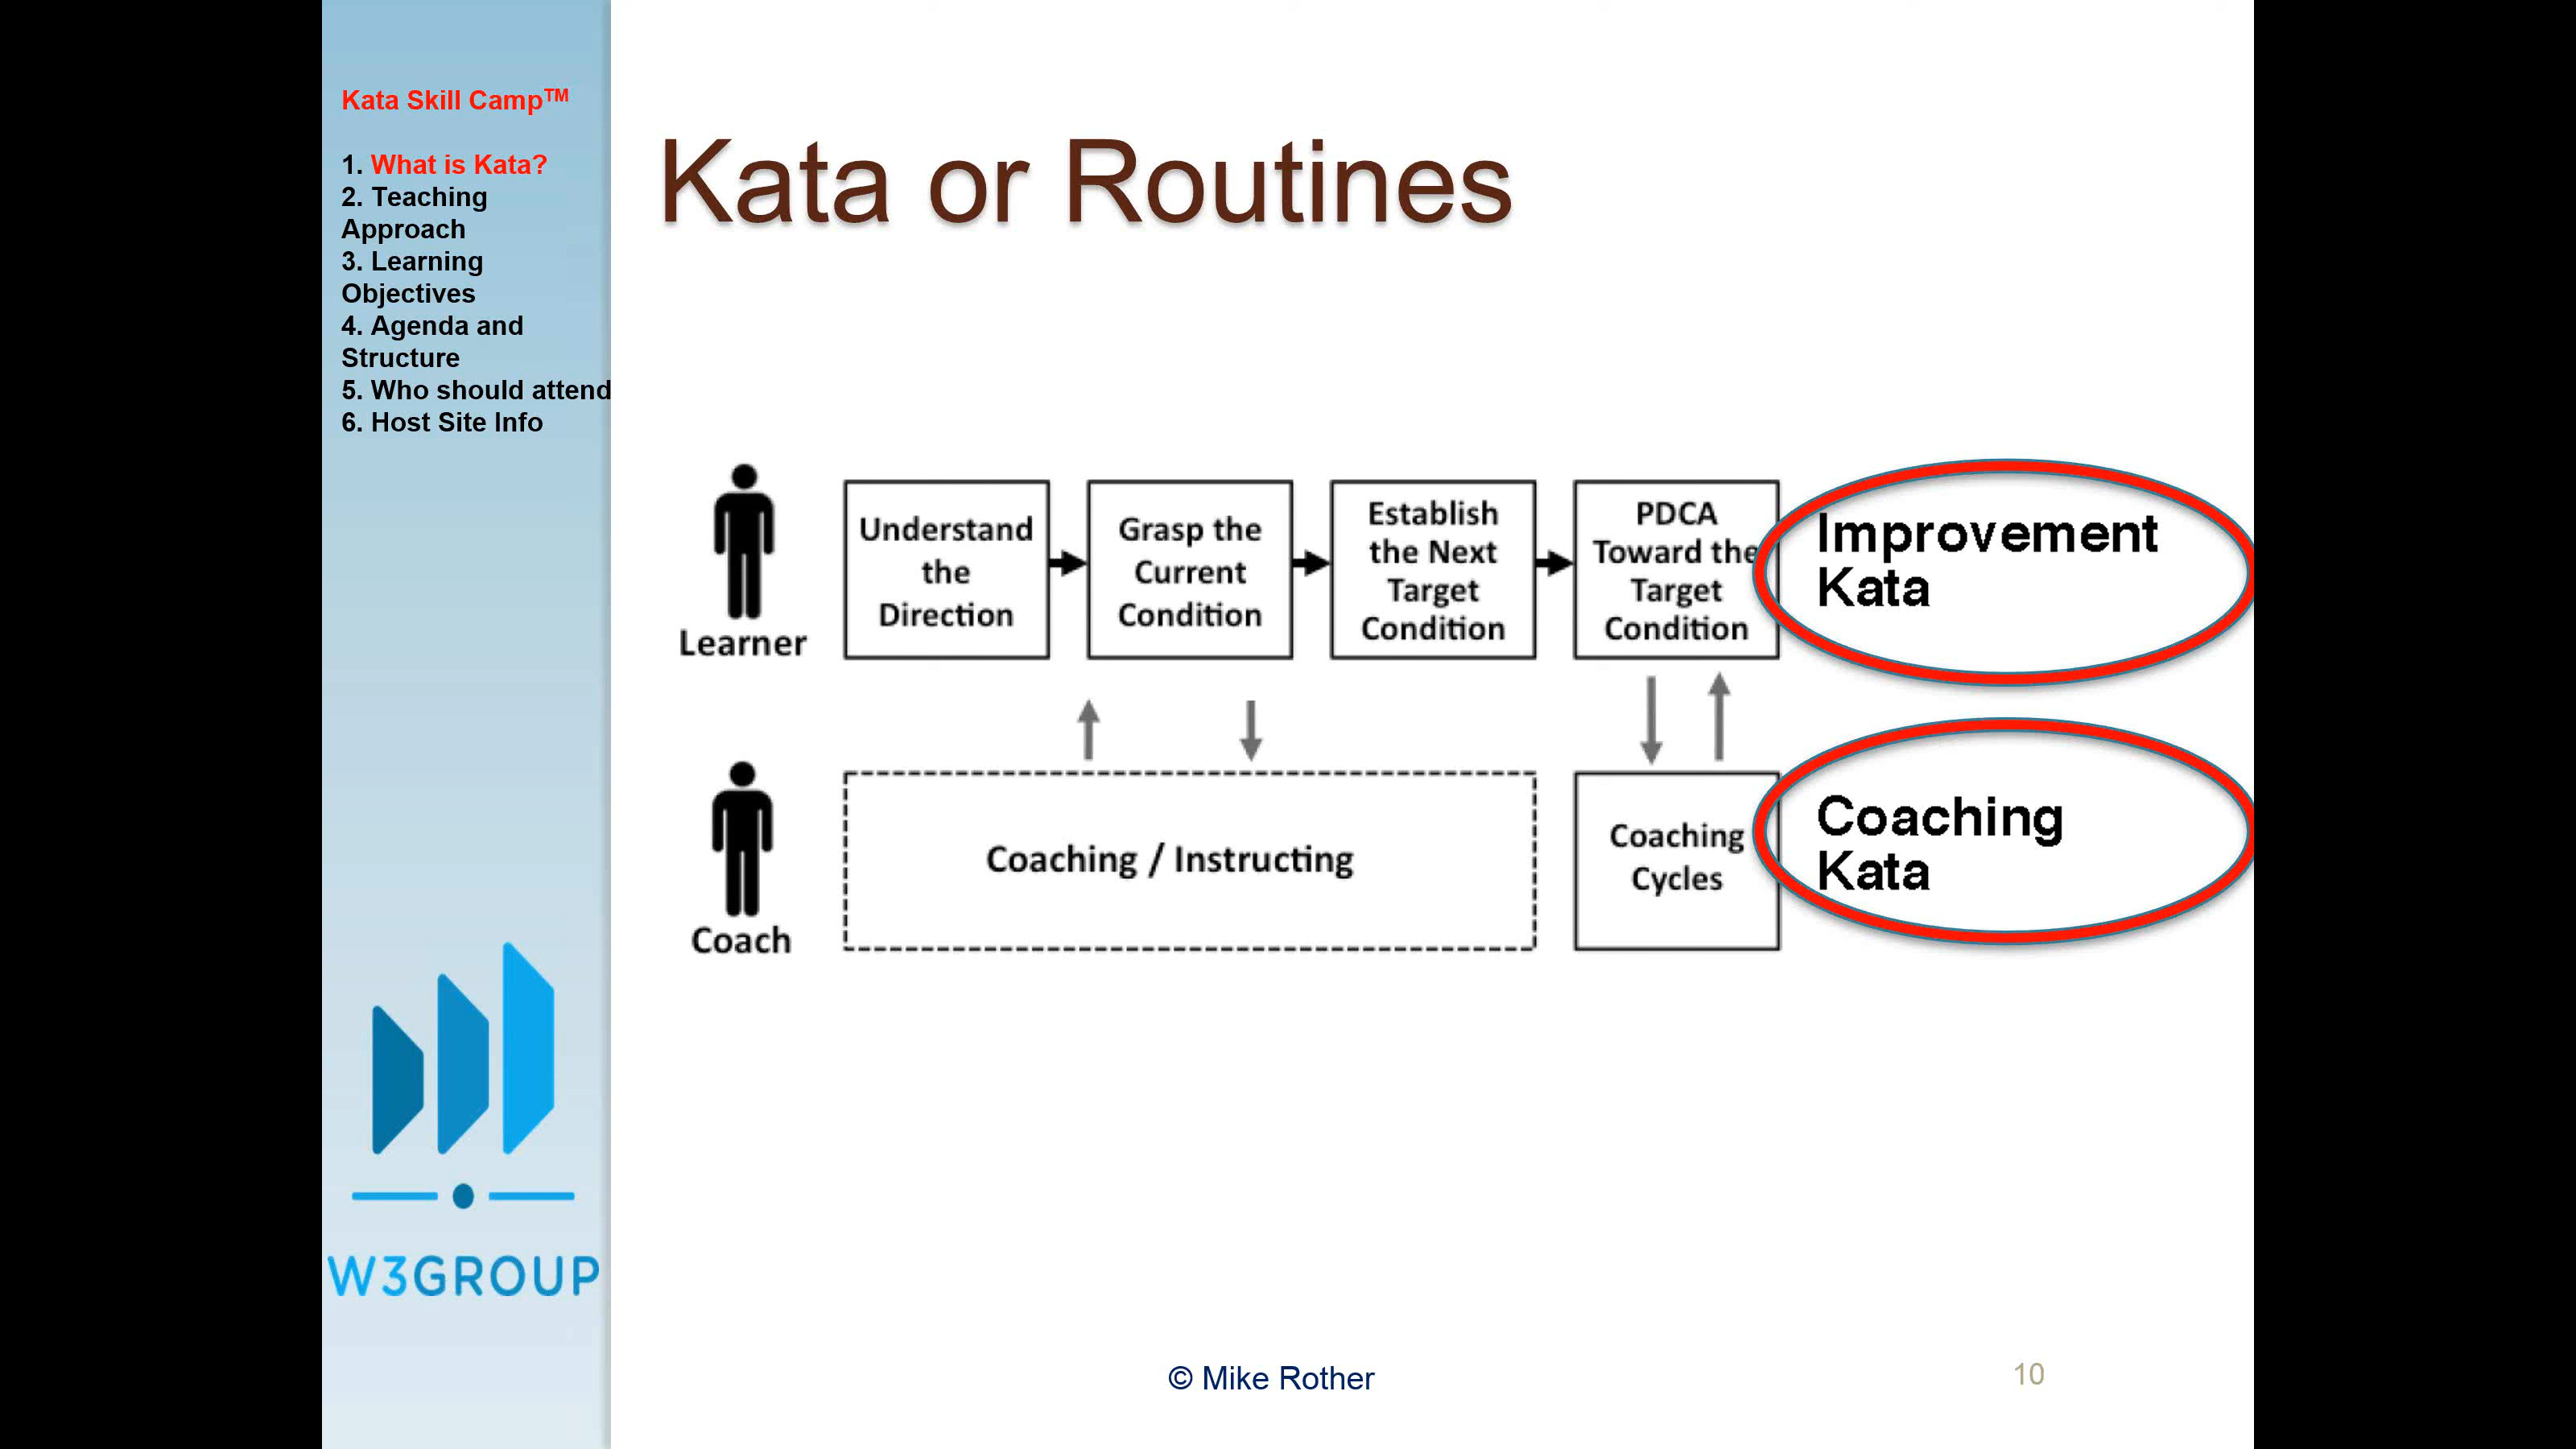 Kata Skill Camp™
1. What is Kata?
2. Teaching
Approach
3. Learning
Objectives
4. Agenda and
Structure
5. Who should attend
6. Host Site Info
W3GROUP
Kata or Routines
Learner
Understand
the
Direction
Grasp the
Current
Condition
Establish
the Next
Target
Condition
PDCA
Toward the
Target
Condition
Improvement
Kata
Coach
Coaching / Instructing
Coaching
Cycles
Coaching
Kata
© Mike Rother
10